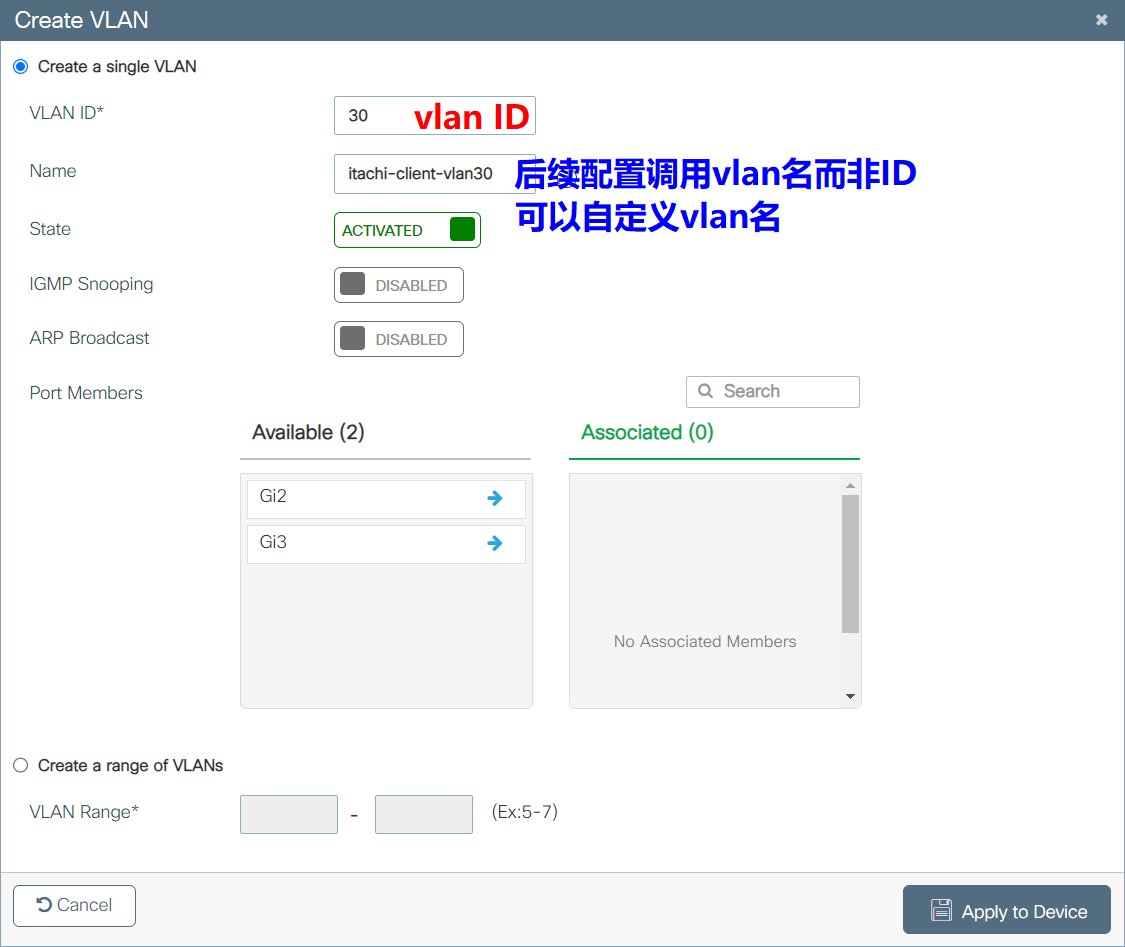 Create VLAN
Create a single VLAN
VLAN ID*
30
vlan ID
Name
itachi-client-vlan30
后续配置调用vlan名而非ID
可以自定义vlan名
State
ACTIVATED
IGMP Snooping
DISABLED
ARP Broadcast
DISABLED
Port Members
Search
Available (2)
Associated (0)
Gi2
Gi3
No Associated Members
Create a range of VLANs
VLAN Range*
-
(Ex:5-7)
Cancel
Apply to Device